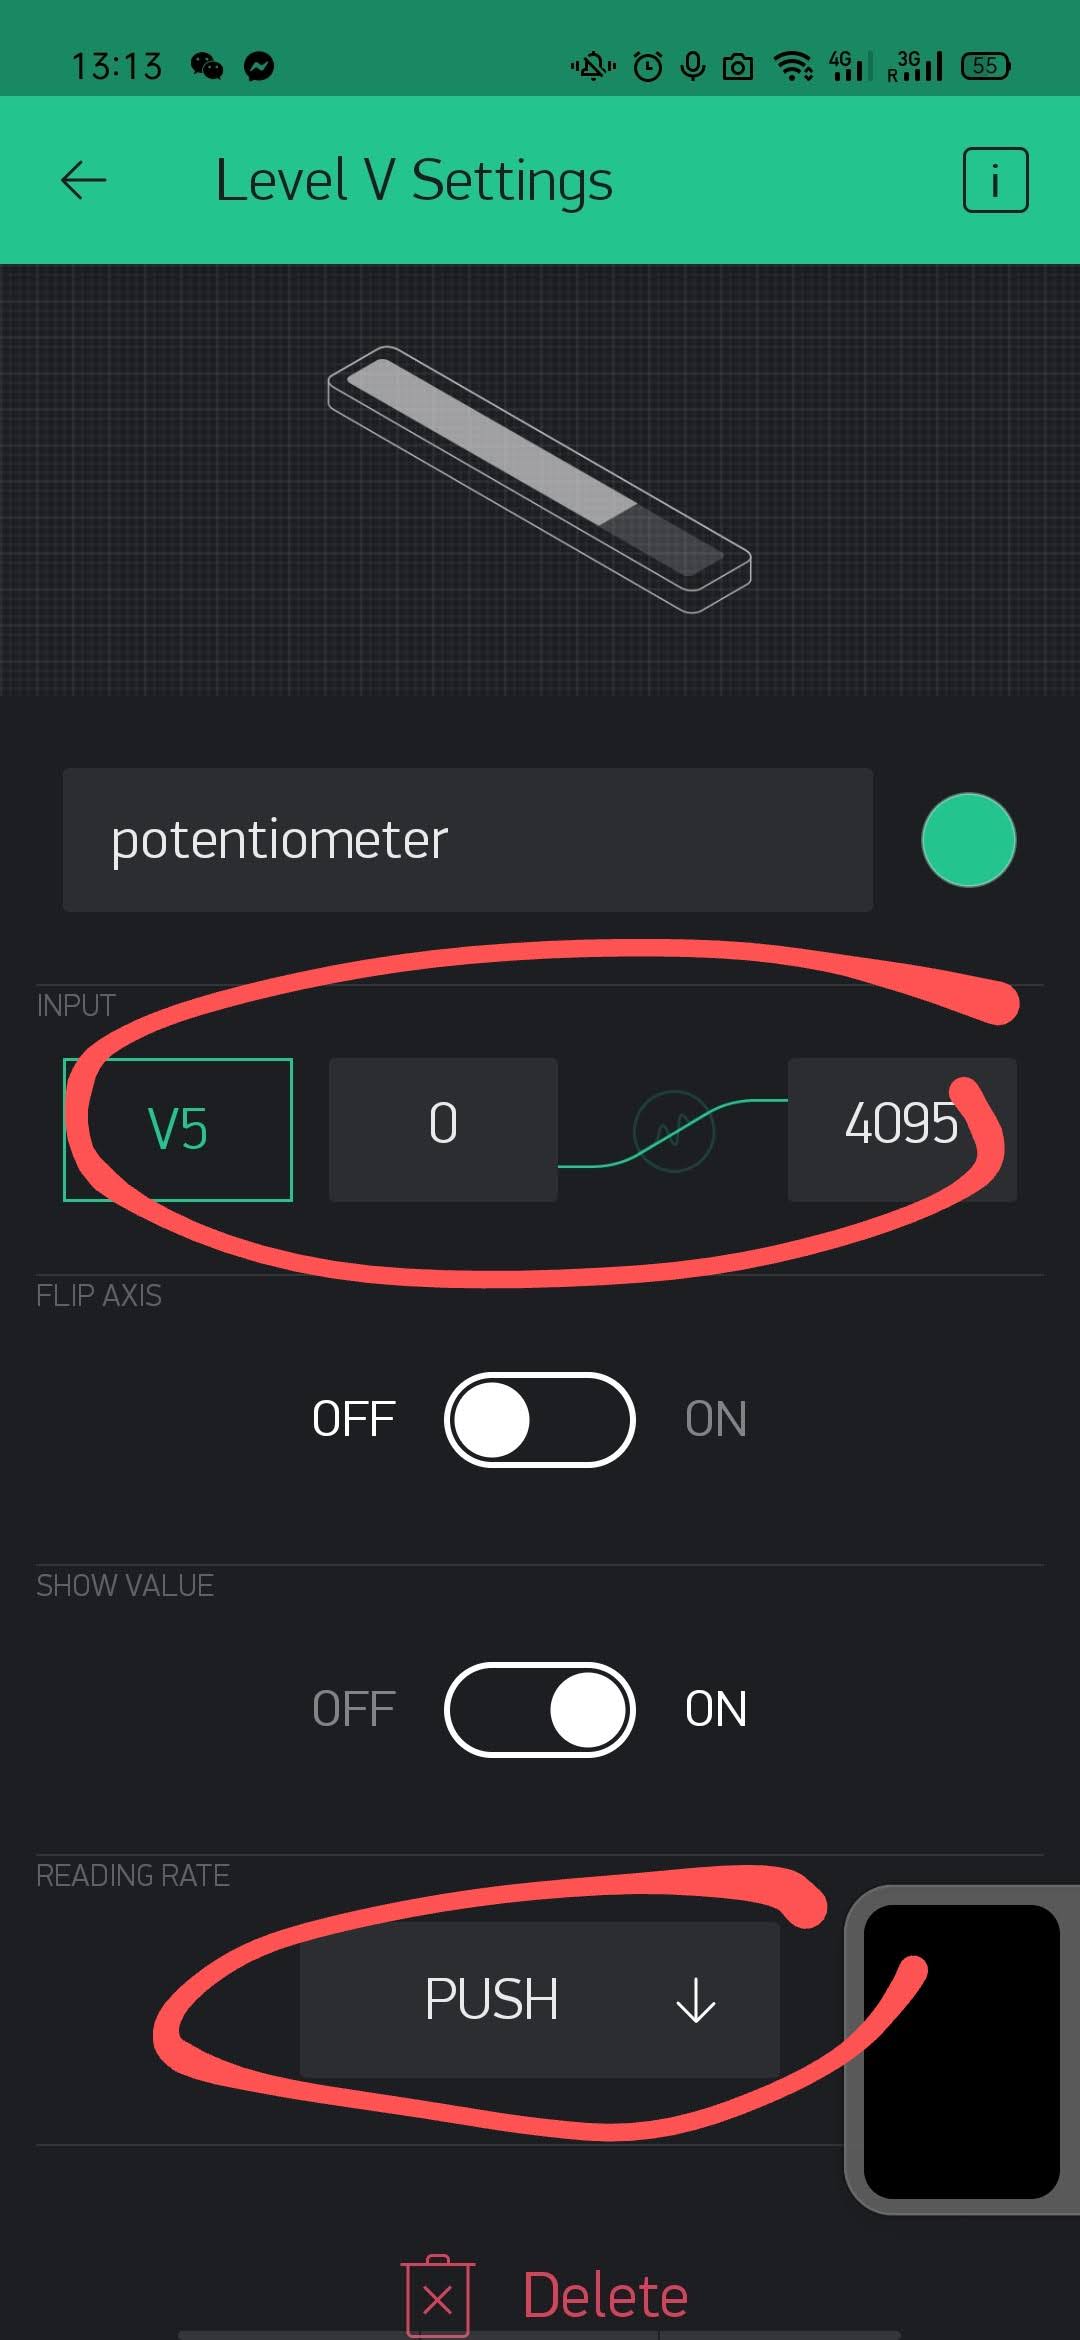 13:13 4G R 3G 55
Level V Settings i
potentiometer
INPUT
V5 0 4095
FLIP AXIS
OFF ON
SHOW VALUE
OFF ON
READING RATE
PUSH
Delete